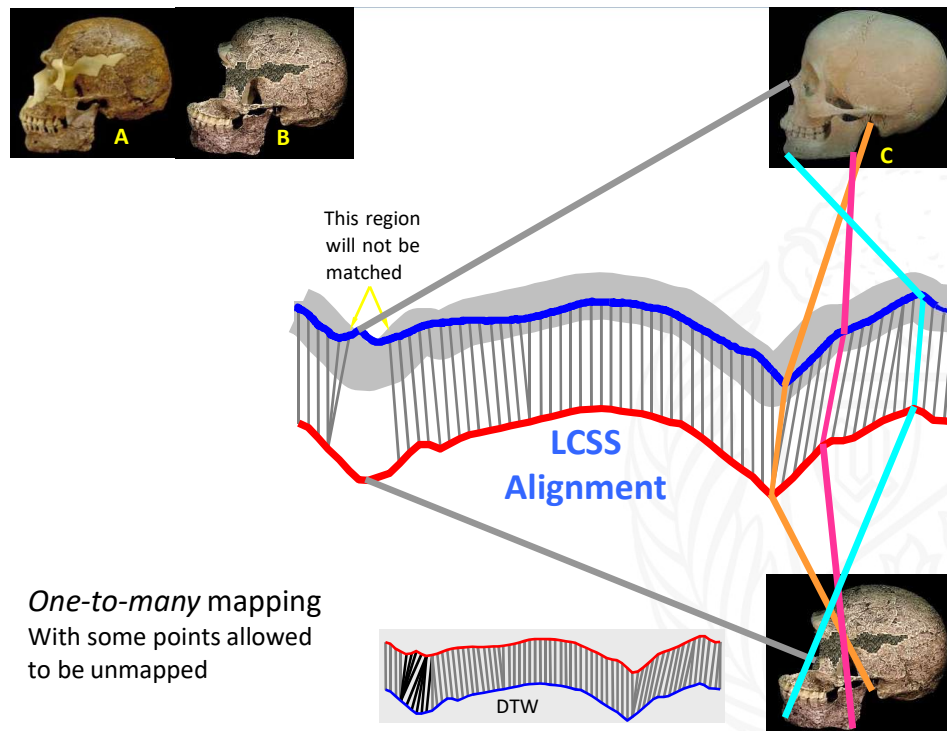 A
B
C
This region
will not be
matched
LCSS
Alignment
One-to-many mapping
With some points allowed
to be unmapped
DTW